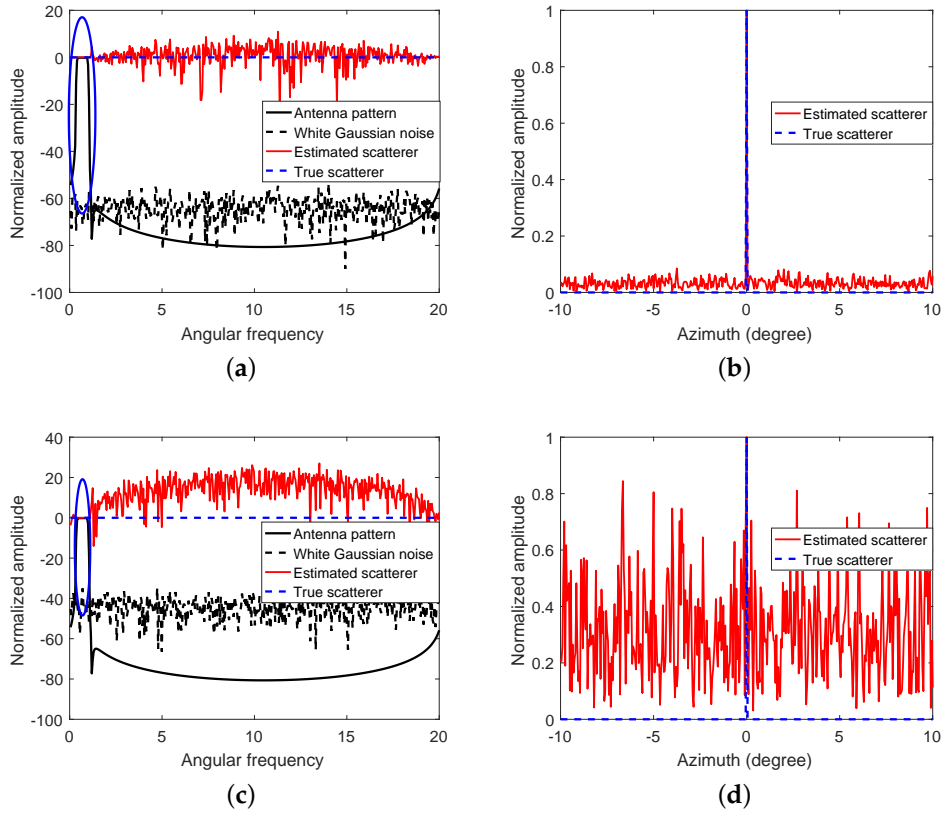 20
0
-20
-40
-60
-80
-100
0 5 10 15 20
Normalized amplitude
Angular frequency
Antenna pattern
White Gaussian noise
Estimated scatterer
True scatterer
(a)
1
0.8
0.6
0.4
0.2
0
-10 -5 0 5 10
Normalized amplitude
Azimuth (degree)
Estimated scatterer
True scatterer
(b)
40
20
0
-20
-40
-60
-80
-100
0 5 10 15 20
Normalized amplitude
Angular frequency
Antenna pattern
White Gaussian noise
Estimated scatterer
True scatterer
(c)
1
0.8
0.6
0.4
0.2
0
-10 -5 0 5 10
Normalized amplitude
Azimuth (degree)
Estimated scatterer
True scatterer
(d)